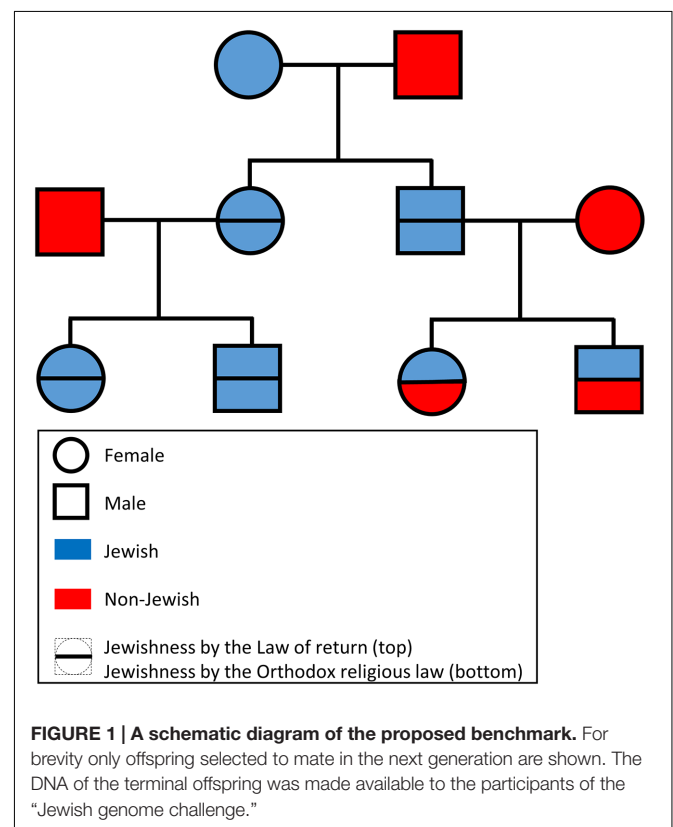 Female
Male
Jewish
Non-Jewish
Jewishness by the Law of return (top)
Jewishness by the Orthodox religious law (bottom)
FIGURE 1 | A schematic diagram of the proposed benchmark. For
brevity only offspring selected to mate in the next generation are shown. The
DNA of the terminal offspring was made available to the participants of the
“Jewish genome challenge.”